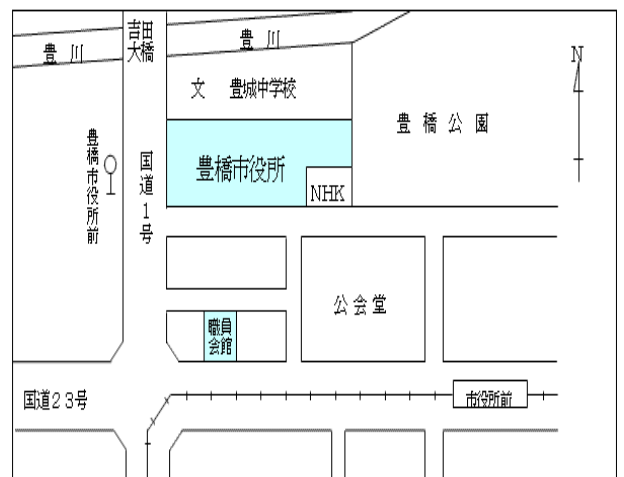 吉田
大橋
豊川
豊川
N
文 豊城中学校
豊橋公園
豊橋市役所前
国道1号
豊橋市役所
NHK
公会堂
職員
会館
国道23号
市役所前